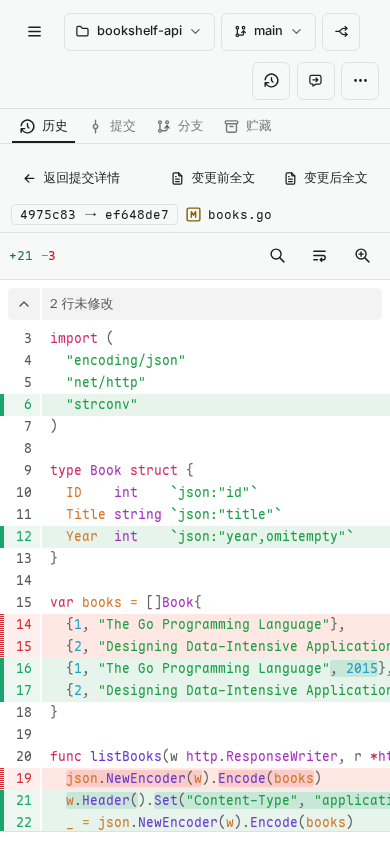 bookshelf-api main
历史 提交 分支 贮藏
返回提交详情 变更前全文 变更后全文
4975c83 → ef648de7 M books.go
+21 −3
2 行未修改
3 import (
4 "encoding/json"
5 "net/http"
6 "strconv"
7 )
8
9 type Book struct {
10 ID    int    `json:"id"`
11 Title string `json:"title"`
12 Year  int    `json:"year,omitempty"`
13 }
14
15 var books = []Book{
14 {1, "The Go Programming Language"},
15 {2, "Designing Data-Intensive Application
16 {1, "The Go Programming Language", 2015},
17 {2, "Designing Data-Intensive Application
18 }
19
20 func listBooks(w http.ResponseWriter, r *ht
19 json.NewEncoder(w).Encode(books)
21 w.Header().Set("Content-Type", "applicati
22 _ = json.NewEncoder(w).Encode(books)